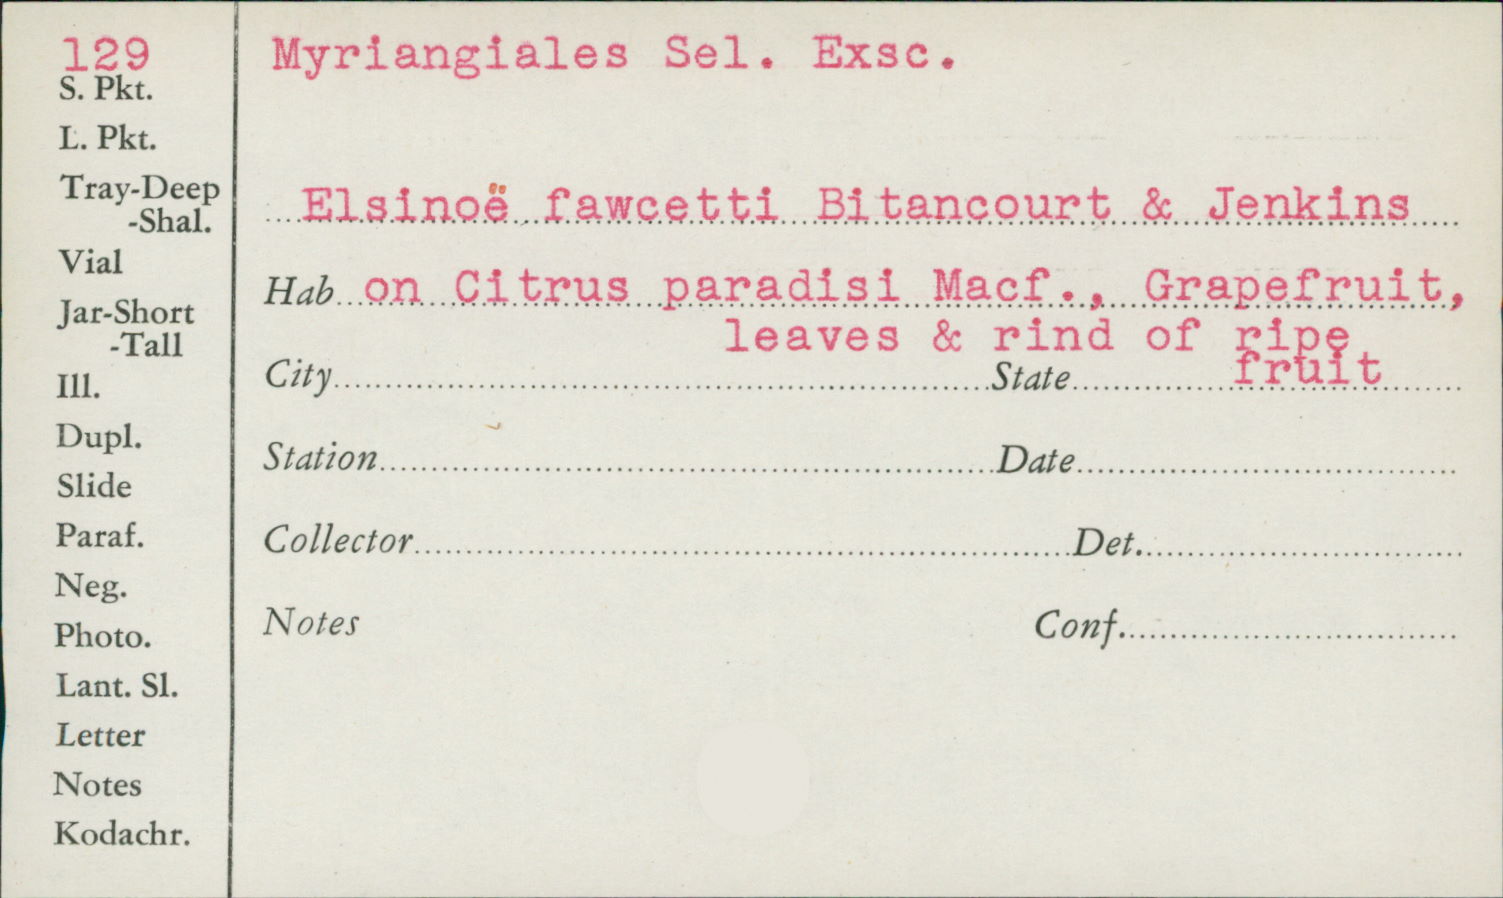 129
S. Pkt.
L. Pkt.
Tray-Deep
-Shal.
Vial
Jar-Short
-Tall
Ill.
Dupl.
Slide
Paraf.
Neg.
Photo.
Lant. Sl.
Letter
Notes
Kodachr.
Myriangiales Sel. Exsc.
Elsinoë fawcetti Bitancourt & Jenkins
Hab on Citrus paradisi Macf., Grapefruit,
leaves & rind of ripe
fruit
City State
Station Date
Collector Det.
Notes Conf.